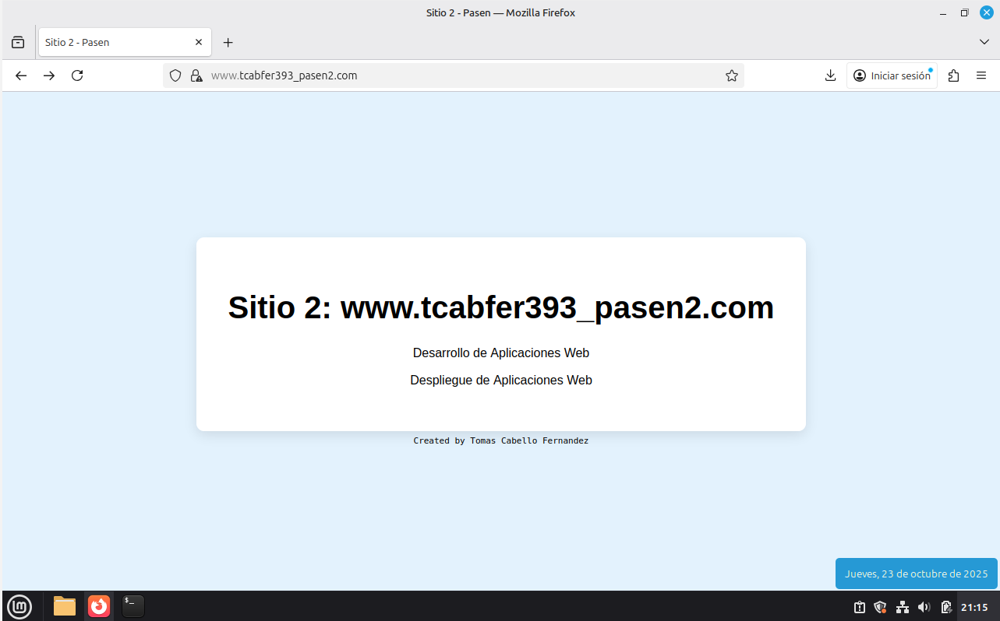 Sitio 2 - Pasen — Mozilla Firefox
Sitio 2 - Pasen
www.tcabfer393_pasen2.com
Iniciar sesión
Sitio 2: www.tcabfer393_pasen2.com
Desarrollo de Aplicaciones Web
Despliegue de Aplicaciones Web
Created by Tomas Cabello Fernandez
Jueves, 23 de octubre de 2025
21:15